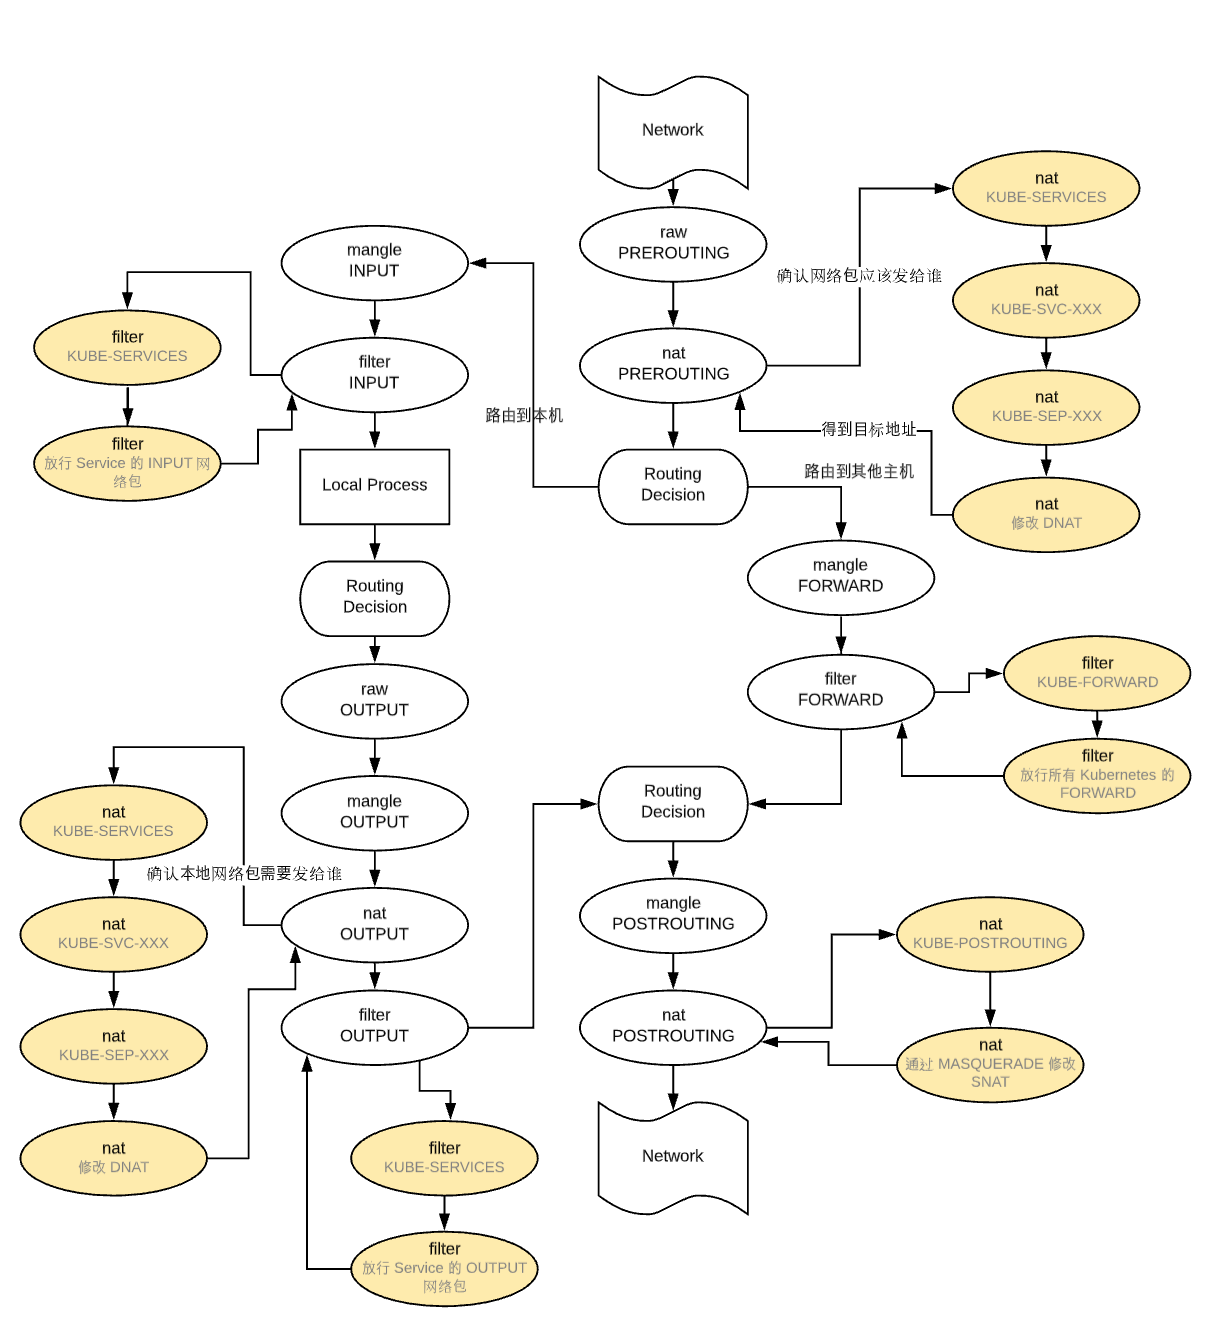 Network
raw
PREROUTING
nat
PREROUTING
Routing
Decision
确认网络包应该发给谁
nat
KUBE-SERVICES
nat
KUBE-SVC-XXX
nat
KUBE-SEP-XXX
nat
修改 DNAT
得到目标地址
路由到其他主机
路由到本机
mangle
INPUT
filter
INPUT
filter
KUBE-SERVICES
filter
放行 Service 的 INPUT 网
络包
Local Process
Routing
Decision
raw
OUTPUT
mangle
OUTPUT
nat
OUTPUT
filter
OUTPUT
确认本地网络包需要发给谁
nat
KUBE-SERVICES
nat
KUBE-SVC-XXX
nat
KUBE-SEP-XXX
nat
修改 DNAT
filter
KUBE-SERVICES
filter
放行 Service 的 OUTPUT
网络包
mangle
FORWARD
filter
FORWARD
filter
KUBE-FORWARD
filter
放行所有 Kubernetes 的
FORWARD
Routing
Decision
mangle
POSTROUTING
nat
POSTROUTING
nat
KUBE-POSTROUTING
nat
通过 MASQUERADE 修改
SNAT
Network